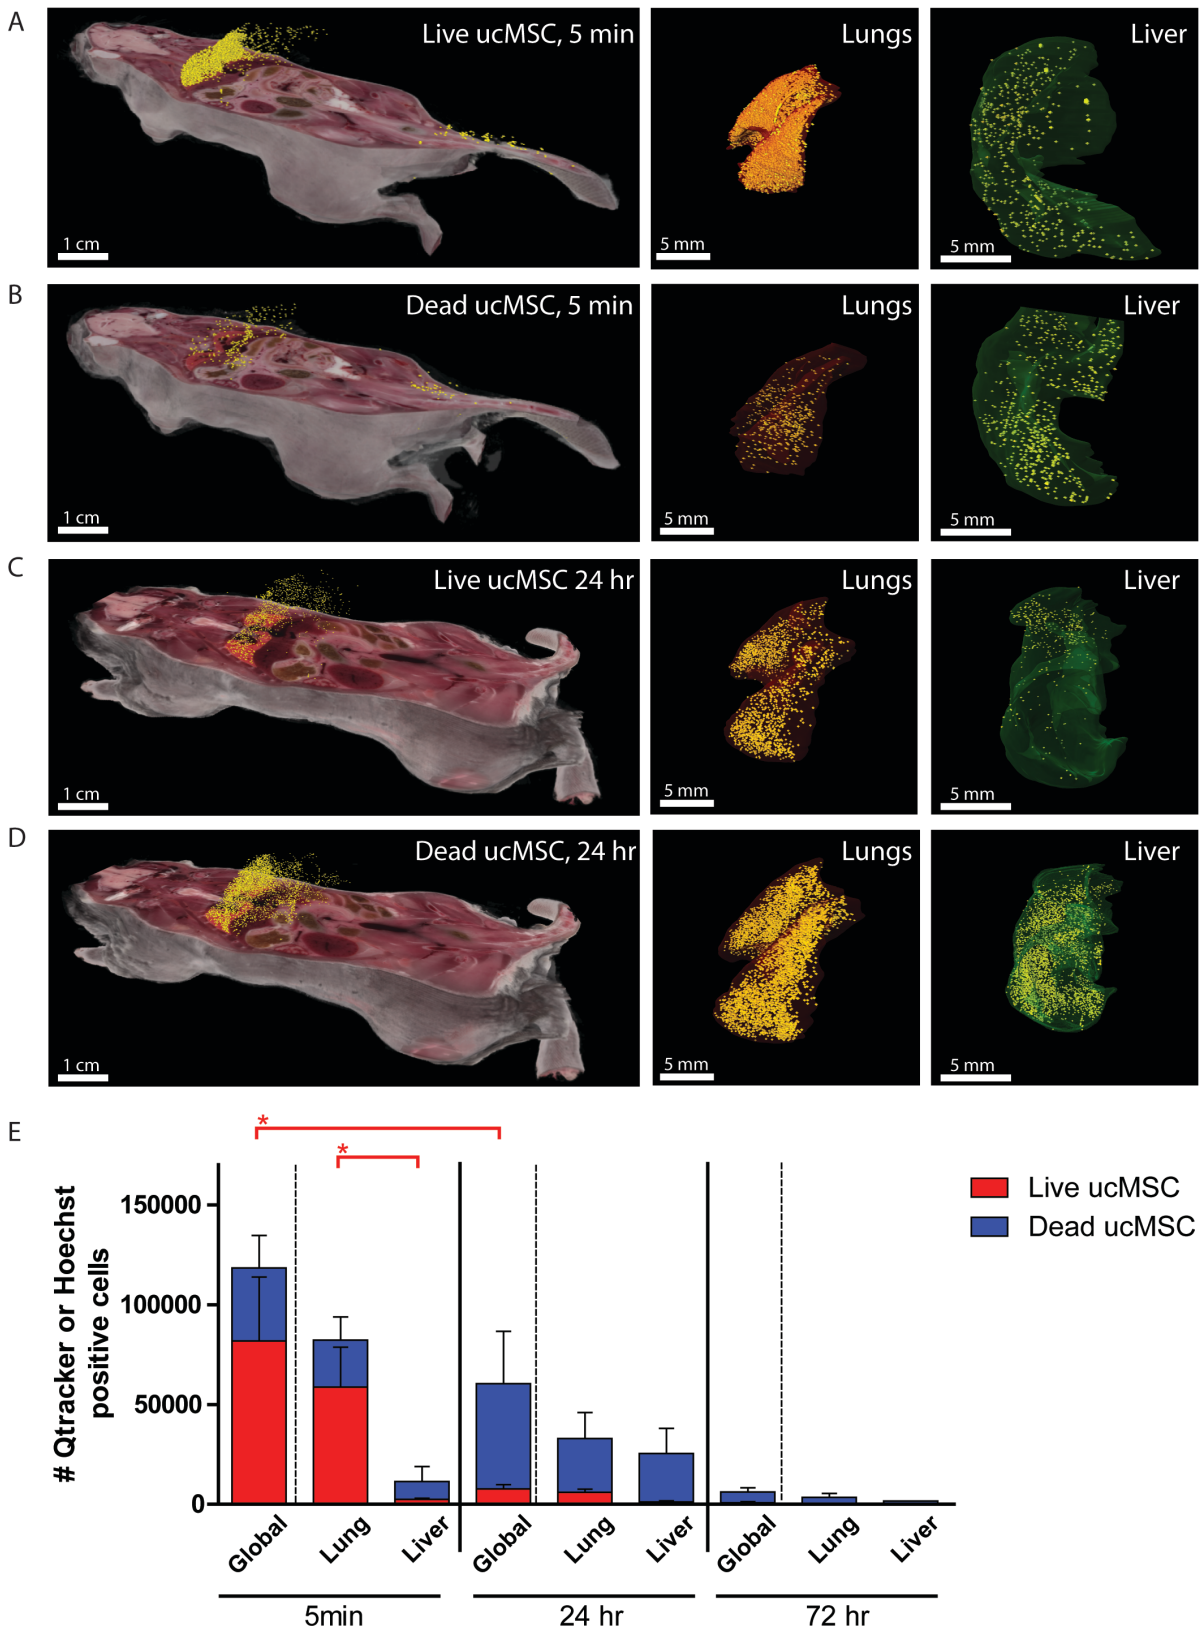 A
Live ucMSC, 5 min
Lungs
Liver
1 cm
5 mm
5 mm
B
Dead ucMSC, 5 min
Lungs
Liver
1 cm
5 mm
5 mm
C
Live ucMSC 24 hr
Lungs
Liver
1 cm
5 mm
5 mm
D
Dead ucMSC, 24 hr
Lungs
Liver
1 cm
5 mm
5 mm
E
*
*
# Qtracker or Hoechst
positive cells
150000
100000
50000
0
Live ucMSC
Dead ucMSC
Global
Lung
Liver
Global
Lung
Liver
Global
Lung
Liver
5min
24 hr
72 hr